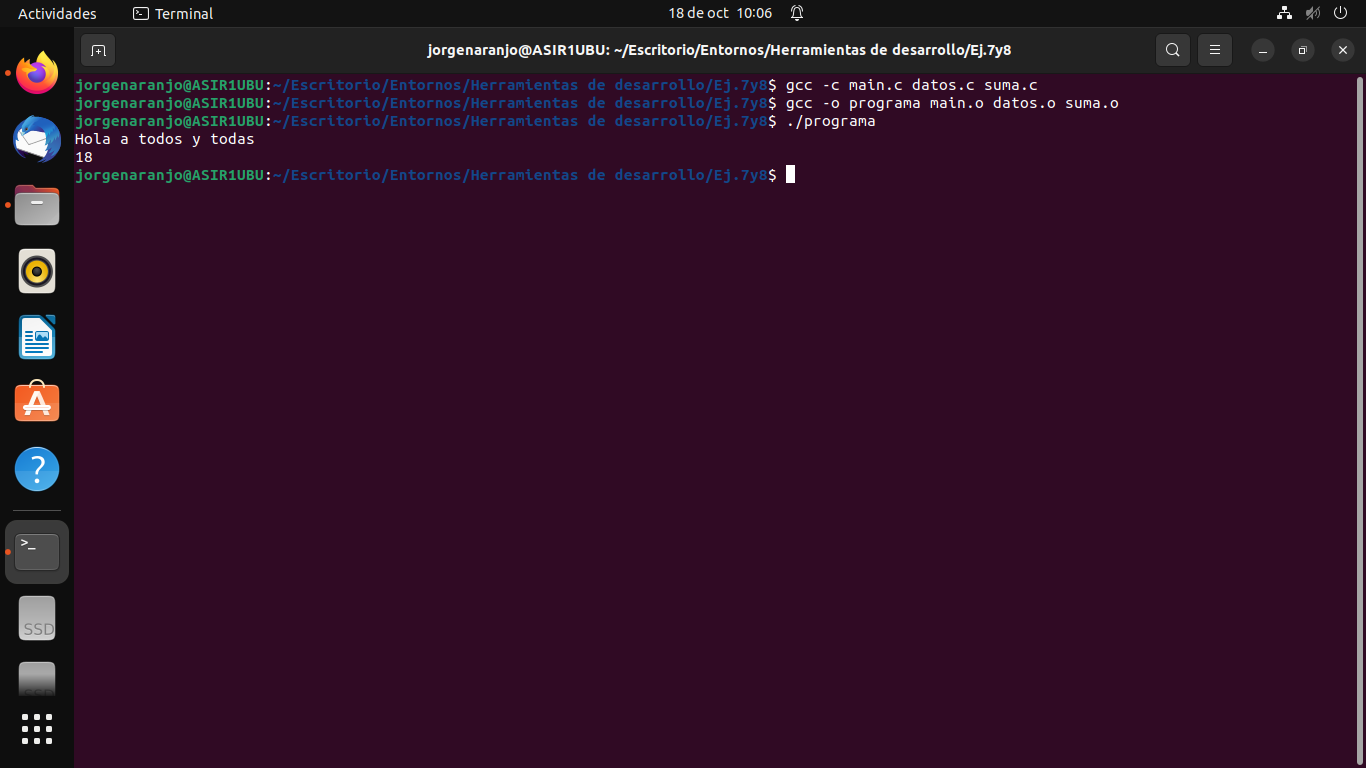 Actividades
Terminal
18 de oct 10:06
jorgenaranjo@ASIR1UBU: ~/Escritorio/Entornos/Herramientas de desarrollo/Ej.7y8
jorgenaranjo@ASIR1UBU:~/Escritorio/Entornos/Herramientas de desarrollo/Ej.7y8$ gcc -c main.c datos.c suma.c
jorgenaranjo@ASIR1UBU:~/Escritorio/Entornos/Herramientas de desarrollo/Ej.7y8$ gcc -o programa main.o datos.o suma.o
jorgenaranjo@ASIR1UBU:~/Escritorio/Entornos/Herramientas de desarrollo/Ej.7y8$ ./programa
Hola a todos y todas
18
jorgenaranjo@ASIR1UBU:~/Escritorio/Entornos/Herramientas de desarrollo/Ej.7y8$
SSD